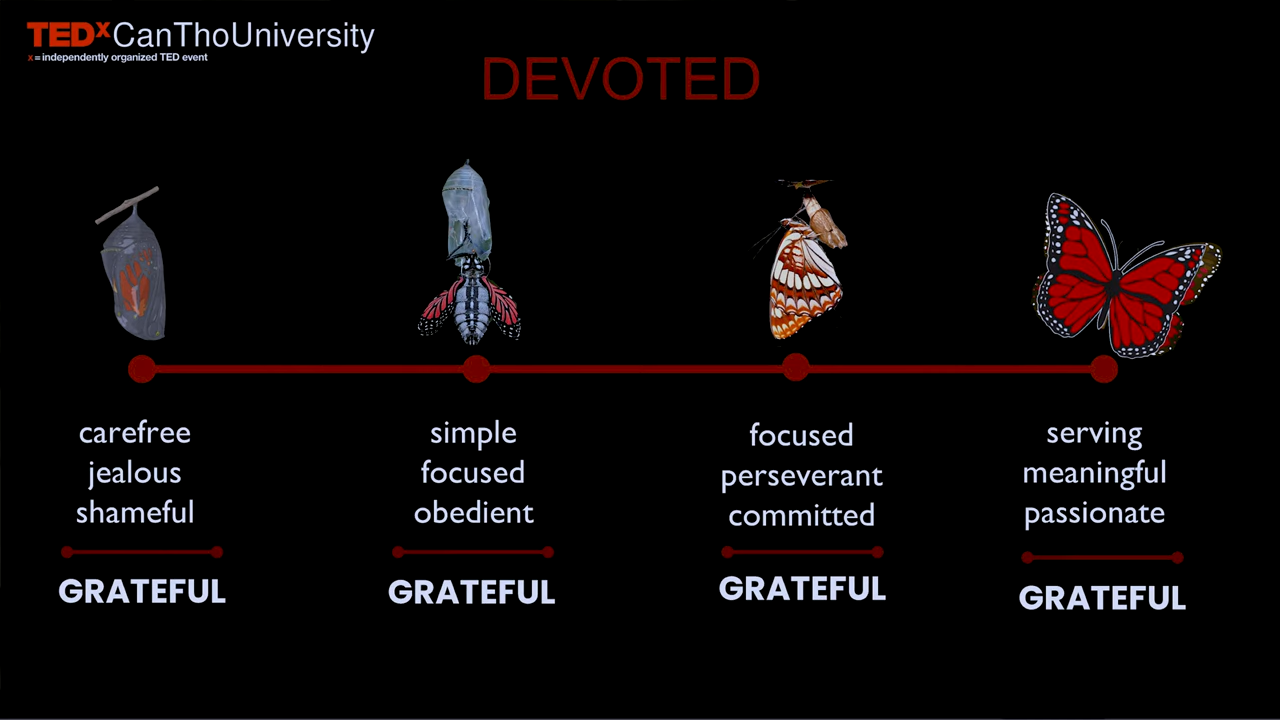 TEDxCanThoUniversity
x = independently organized TED event
DEVOTED
carefree
jealous
shameful
GRATEFUL
simple
focused
obedient
GRATEFUL
focused
perseverant
committed
GRATEFUL
serving
meaningful
passionate
GRATEFUL